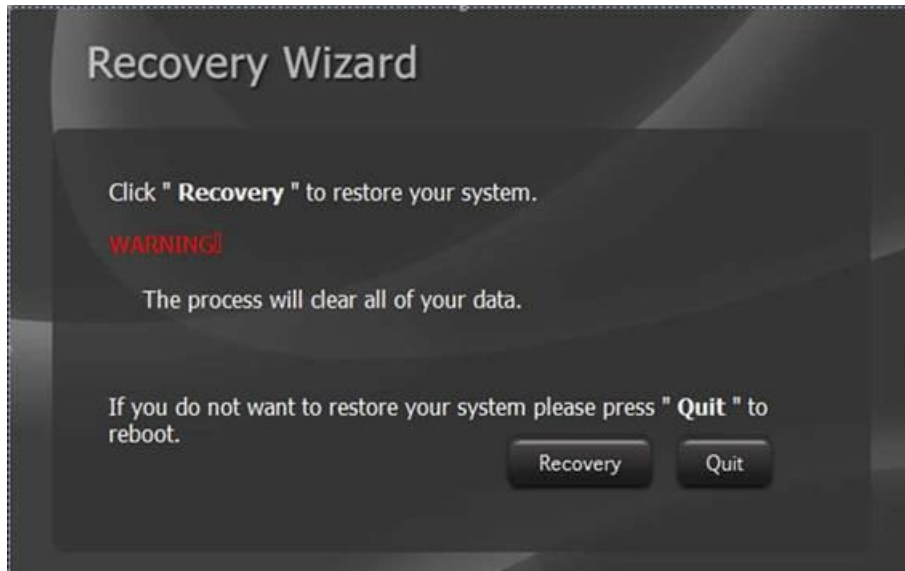 Recovery Wizard
Click " Recovery " to restore your system.
WARNING
The process will clear all of your data.
If you do not want to restore your system please press " Quit " to
reboot.
Recovery
Quit